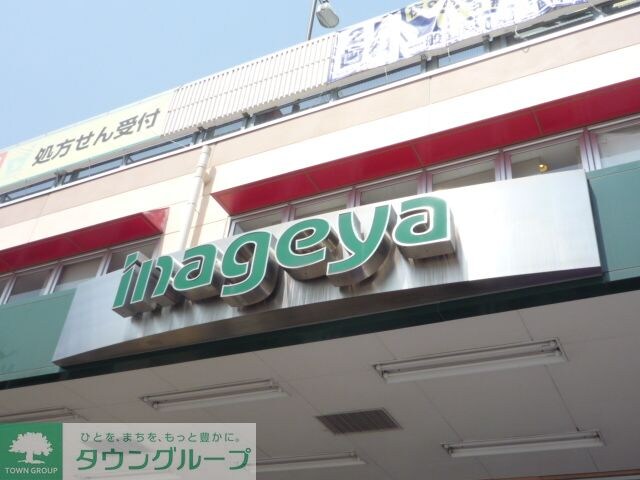 処方せん受付
inageya
TOWN GROUP
ひとを、まちを、もっと豊かに。
タウングループ